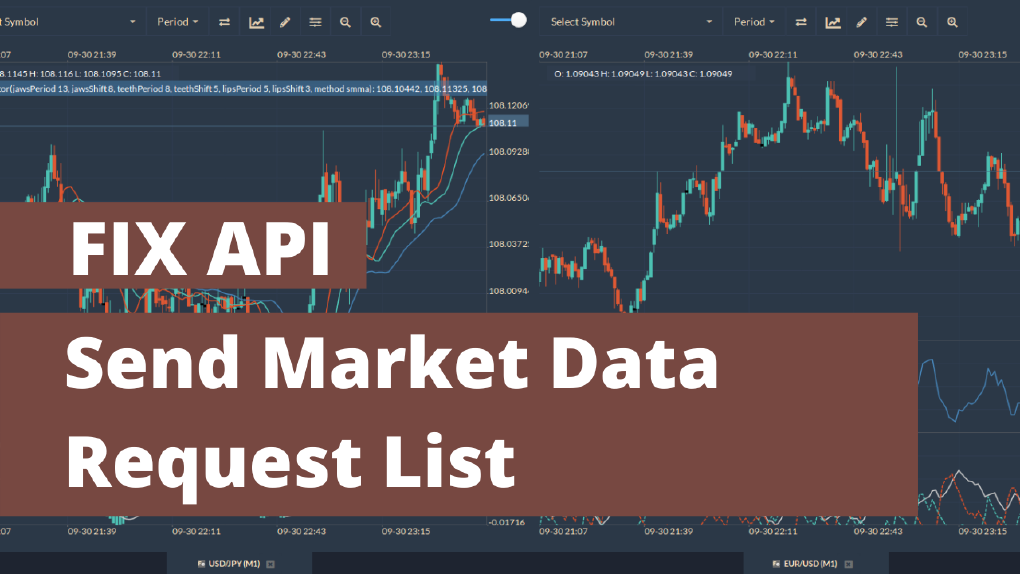 t Symbol Period
Select Symbol Period
:07 09-30 21:39 09-30 22:11 09-30 22:43 09-30 23:15
09-30 21:07 09-30 21:39 09-30 22:11 09-30 22:43 09-30 23:15
8.1145 H: 108.116 L: 108.1095 C: 108.11
O: 1.09043 H: 1.09049 L: 1.09043 C: 1.09049
tor(jawsPeriod 13, jawsShift 8, teethPeriod 8, teethShift 5, lipsPeriod 5, lipsShift 3, method smma): 108.10442, 108.11325, 108
108.1206
108.11
108.0928
108.0650
108.0372
108.0094
FIX API
Send Market Data
Request List
-0.01716
:07 09-30 21:39 09-30 22:11 09-30 22:43 09-30 23:15
09-30 21:07 09-30 21:39 09-30 22:11 09-30 22:43 09-30 23:15
USD/JPY (M1)
EUR/USD (M1)